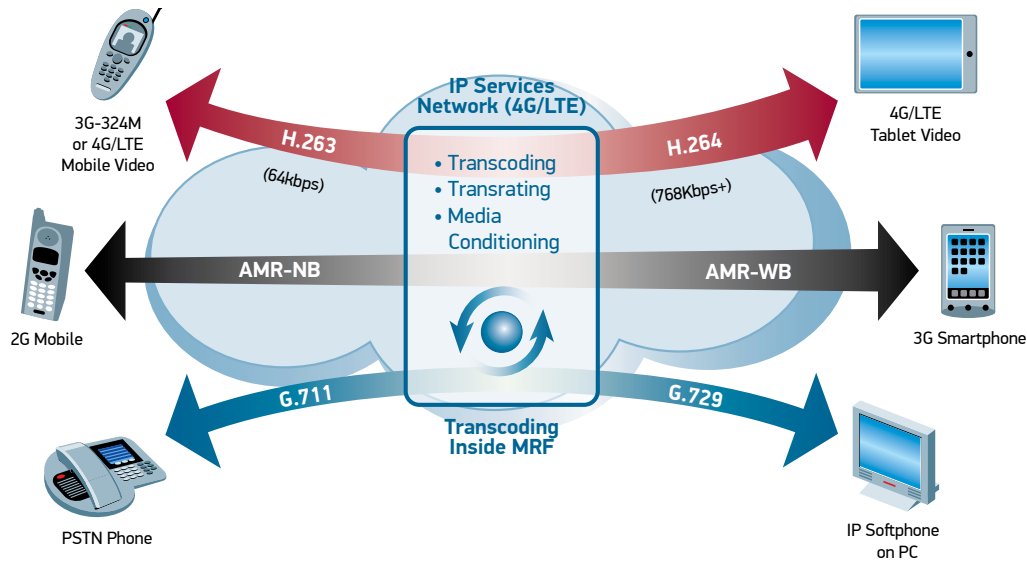 IP Services
Network (4G/LTE)
3G-324M
or 4G/LTE
Mobile Video
H.263
(64kbps)
H.264
(768Kbps+)
4G/LTE
Tablet Video
• Transcoding
• Transrating
• Media
Conditioning
2G Mobile
AMR-NB
AMR-WB
3G Smartphone
G.711
G.729
Transcoding
Inside MRF
PSTN Phone
IP Softphone
on PC